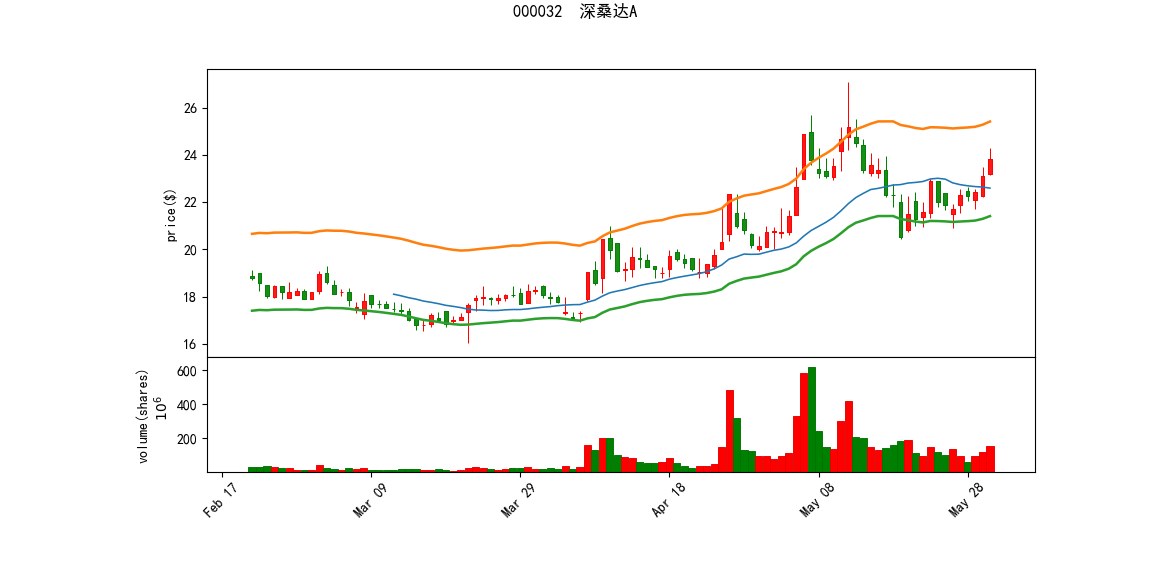 000032 深桑达A
price($)
26
24
22
20
18
16
volume(shares)
10^6
600
400
200
Feb 17
Mar 09
Mar 29
Apr 18
May 08
May 28